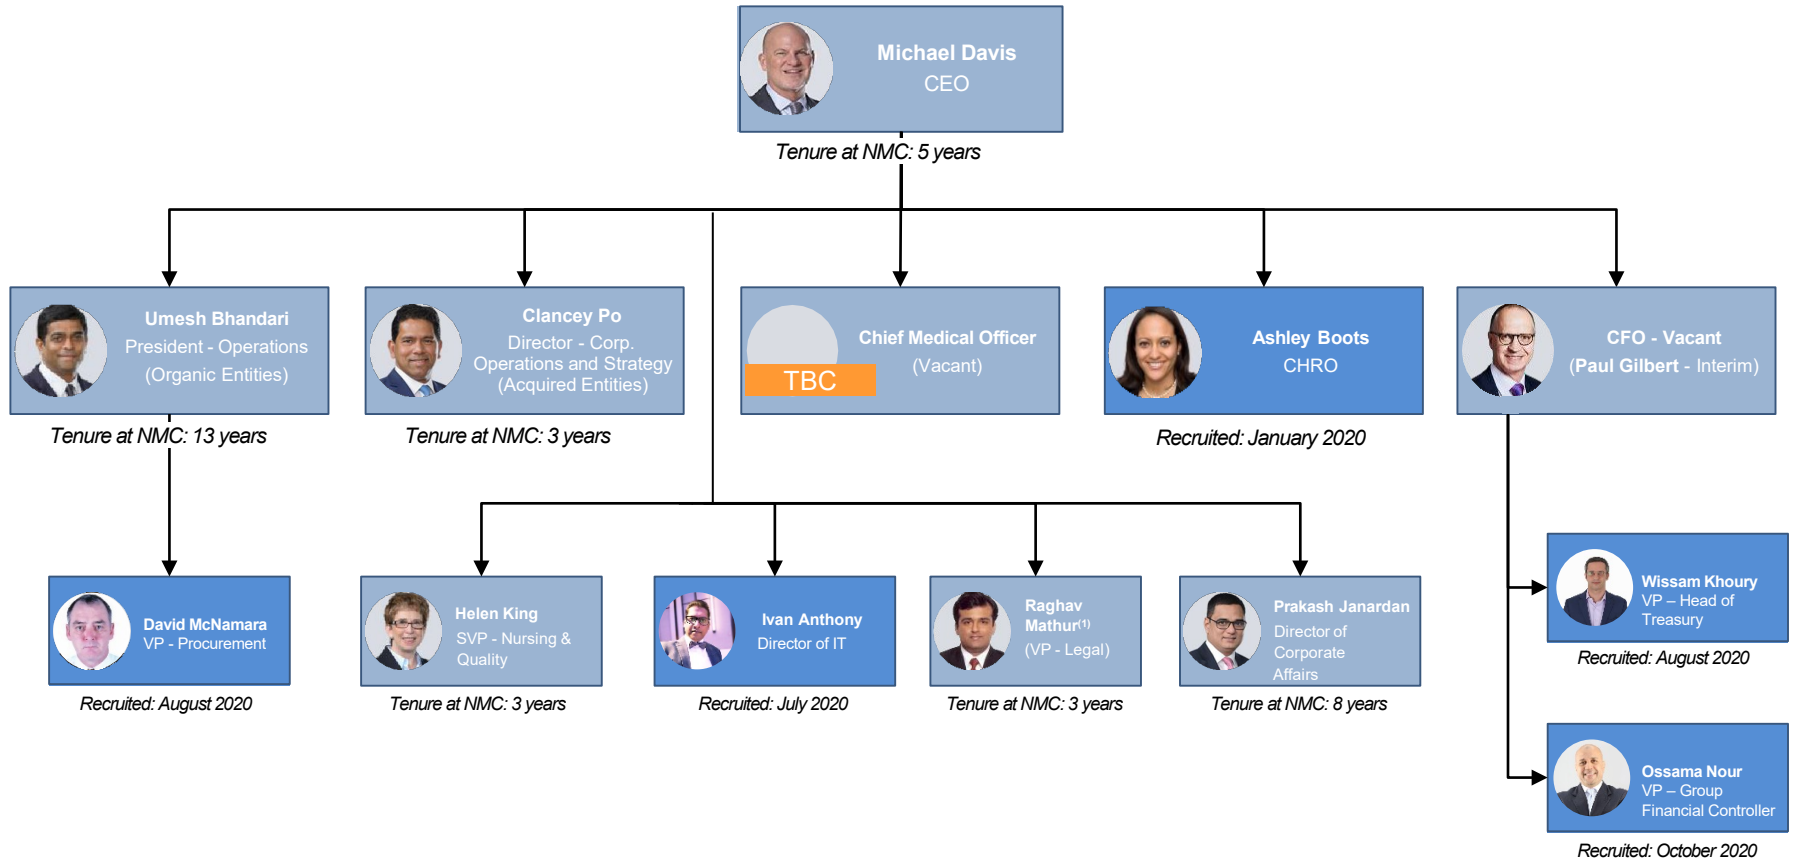 Michael Davis
CEO
Tenure at NMC: 5 years
Umesh Bhandari
President - Operations
(Organic Entities)
Tenure at NMC: 13 years
Clancey Po
Director - Corp.
Operations and Strategy
(Acquired Entities)
Tenure at NMC: 3 years
TBC
Chief Medical Officer
(Vacant)
Ashley Boots
CHRO
Recruited: January 2020
CFO - Vacant
(Paul Gilbert - Interim)
David McNamara
VP - Procurement
Recruited: August 2020
Helen King
SVP - Nursing &
Quality
Tenure at NMC: 3 years
Ivan Anthony
Director of IT
Recruited: July 2020
Raghav
Mathur(1)
(VP - Legal)
Tenure at NMC: 3 years
Prakash Janardan
Director of
Corporate
Affairs
Tenure at NMC: 8 years
Wissam Khoury
VP – Head of
Treasury
Recruited: August 2020
Ossama Nour
VP – Group
Financial Controller
Recruited: October 2020